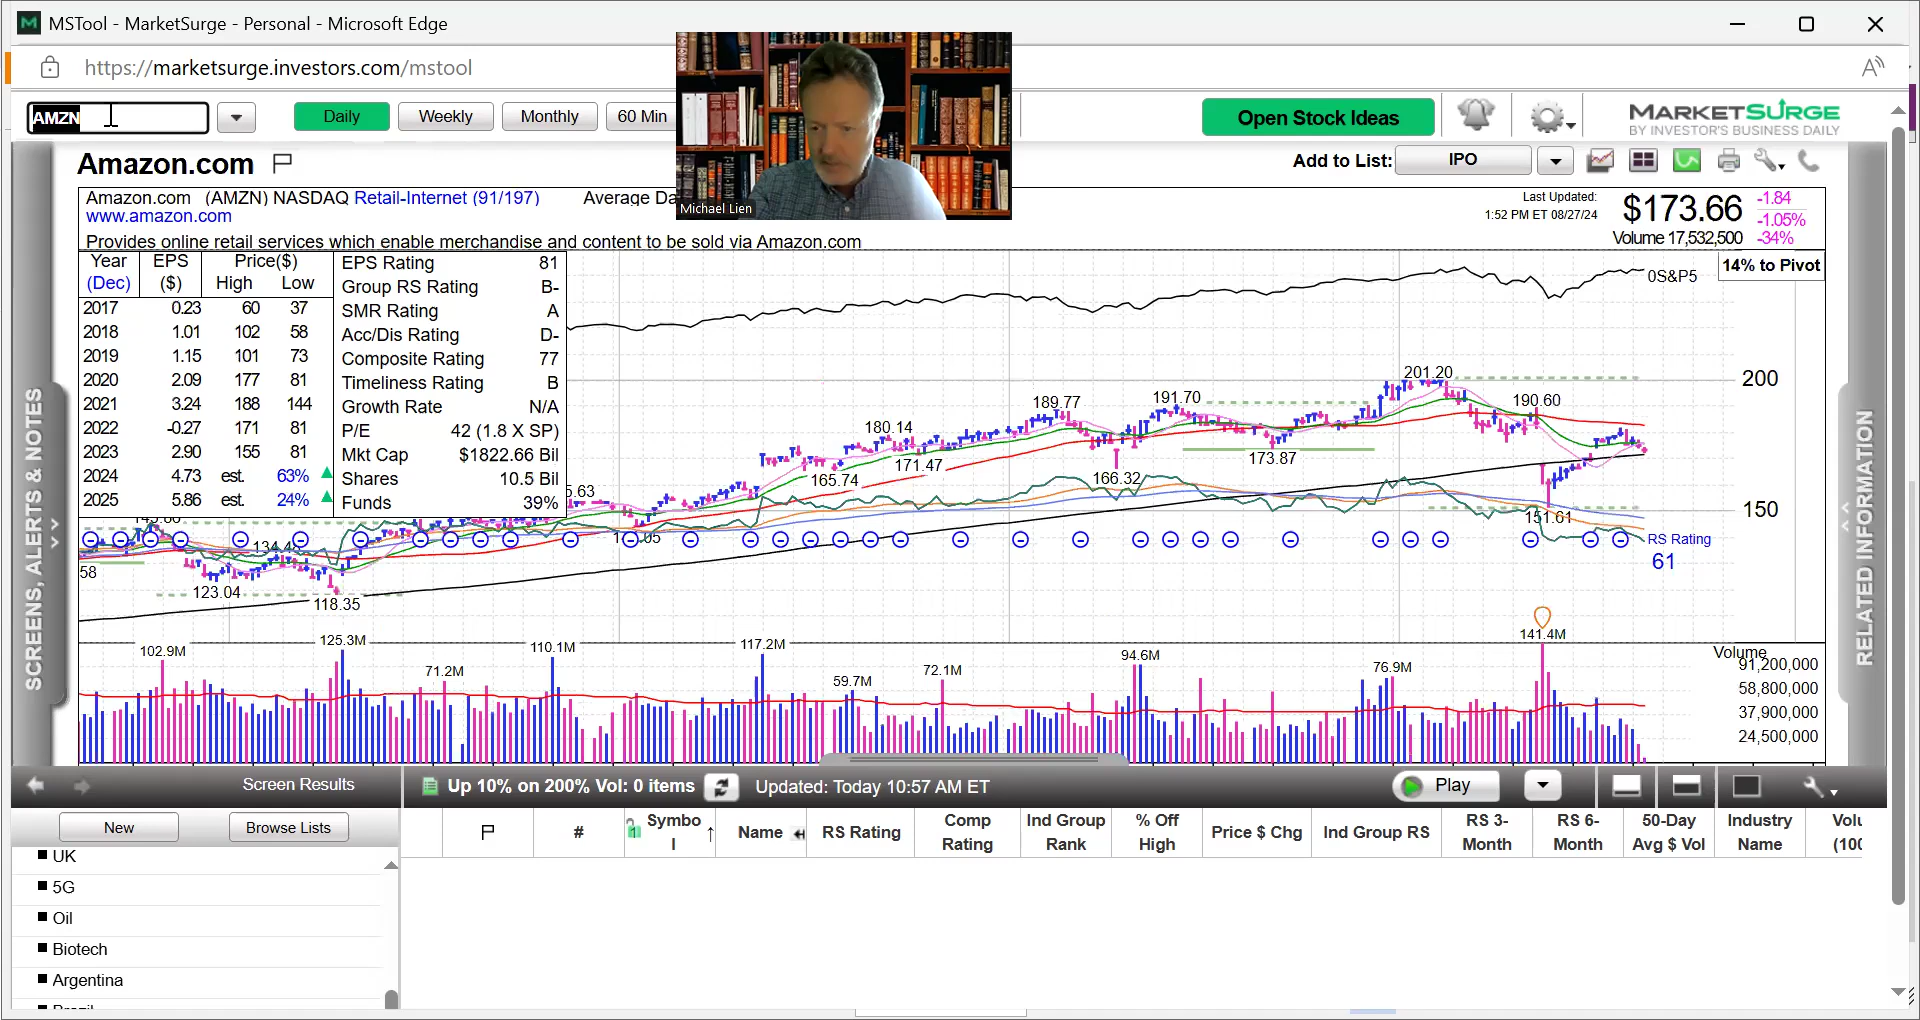 MSTool - MarketSurge - Personal - Microsoft Edge
https://marketsurge.investors.com/mstool
AMZN
Daily
Weekly
Monthly
60 Min
Open Stock Ideas
MARKETSURGE
BY INVESTOR'S BUSINESS DAILY
Michael Lien
Amazon.com
Add to List:
IPO
Amazon.com (AMZN) NASDAQ Retail-Internet (91/197) Average Da
www.amazon.com
Provides online retail services which enable merchandise and content to be sold via Amazon.com
Last Updated:
1:52 PM ET 08/27/24
$173.66
-1.84
-1.05%
Volume 17,532,500
-34%
14% to Pivot
Year EPS Price($)
(Dec) ($) High Low
2017 0.23 60 37
2018 1.01 102 58
2019 1.15 101 73
2020 2.09 177 81
2021 3.24 188 144
2022 -0.27 171 81
2023 2.90 155 81
2024 4.73 est. 63%
2025 5.86 est. 24%
EPS Rating 81
Group RS Rating B-
SMR Rating A
Acc/Dis Rating D-
Composite Rating 77
Timeliness Rating B
Growth Rate N/A
P/E 42 (1.8 X SP)
Mkt Cap $1822.66 Bil
Shares 10.5 Bil
Funds 39%
0S&P5
200
150
201.20
190.60
189.77
191.70
180.14
171.47
165.74
166.32
173.87
151.61
5.63
134.4
58
123.04
118.35
RS Rating
61
102.9M
125.3M
71.2M
110.1M
117.2M
59.7M
72.1M
94.6M
76.9M
141.4M
Volume
91,200,000
58,800,000
37,900,000
24,500,000
SCREENS, ALERTS & NOTES
RELATED INFORMATION
Screen Results
Up 10% on 200% Vol: 0 items
Updated: Today 10:57 AM ET
Play
New
Browse Lists
# Symbo
l
Name
RS Rating
Comp
Rating
Ind Group
Rank
% Off
High
Price $ Chg
Ind Group RS
RS 3-
Month
RS 6-
Month
50-Day
Avg $ Vol
Industry
Name
Volu
(100
UK
5G
Oil
Biotech
Argentina